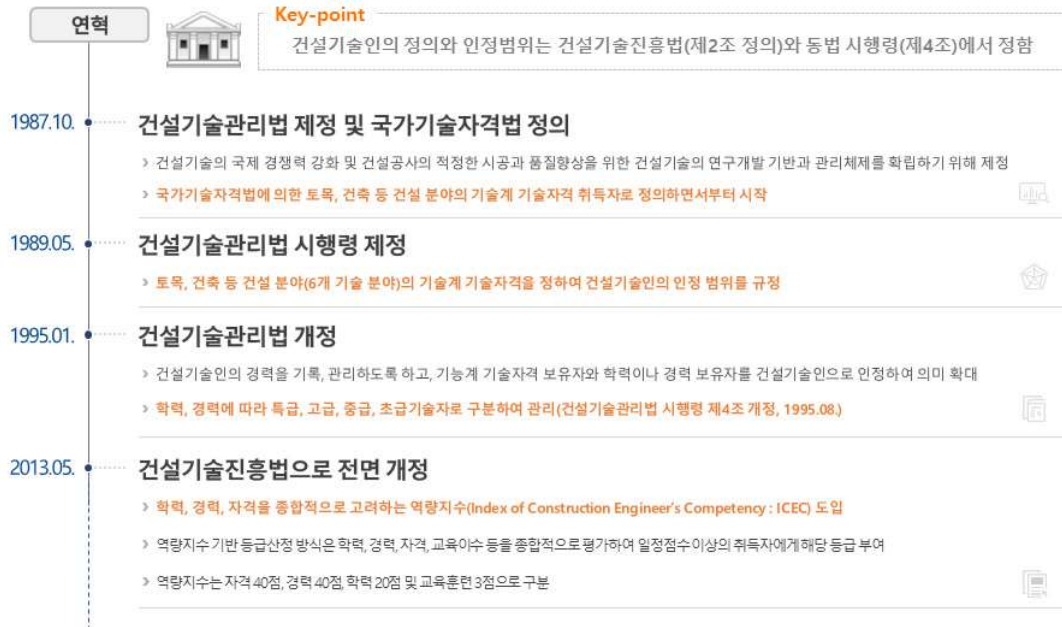 연혁
Key-point
건설기술인의 정의와 인정범위는 건설기술진흥법(제2조 정의)와 동법 시행령(제4조)에서 정함
1987.10.
건설기술관리법 제정 및 국가기술자격법 정의
› 건설기술의 국제 경쟁력 강화 및 건설공사의 적정한 시공과 품질향상을 위한 건설기술의 연구개발 기반과 관리체제를 확립하기 위해 제정
› 국가기술자격법에 의한 토목, 건축 등 건설 분야의 기술계 기술자격 취득자로 정의하면서부터 시작
1989.05.
건설기술관리법 시행령 제정
› 토목, 건축 등 건설 분야(6개 기술 분야)의 기술계 기술자격을 정하여 건설기술인의 인정 범위를 규정
1995.01.
건설기술관리법 개정
› 건설기술인의 경력을 기록, 관리하도록 하고, 기능계 기술자격 보유자와 학력이나 경력 보유자를 건설기술인으로 인정하여 의미 확대
› 학력, 경력에 따라 특급, 고급, 중급, 초급기술자로 구분하여 관리(건설기술관리법 시행령 제4조 개정, 1995.08.)
2013.05.
건설기술진흥법으로 전면 개정
› 학력, 경력, 자격을 종합적으로 고려하는 역량지수(Index of Construction Engineer's Competency : ICEC) 도입
› 역량지수 기반 등급산정 방식은 학력, 경력, 자격, 교육이수 등을 종합적으로 평가하여 일정점수 이상의 취득자에게 해당 등급 부여
› 역량지수는 자격 40점, 경력 40점, 학력 20점 및 교육훈련 3점으로 구분